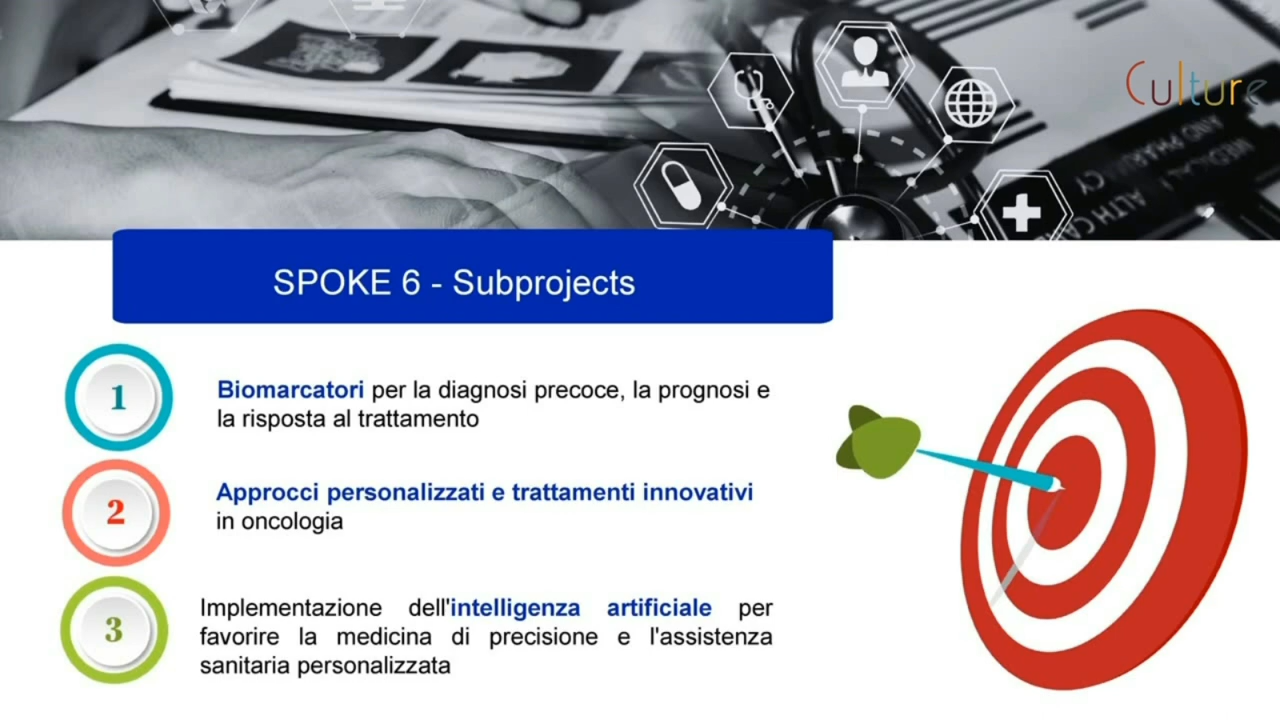 Culture
SPOKE 6 - Subprojects
1
Biomarcatori per la diagnosi precoce, la prognosi e
la risposta al trattamento
2
Approcci personalizzati e trattamenti innovativi
in oncologia
3
Implementazione dell'intelligenza artificiale per
favorire la medicina di precisione e l'assistenza
sanitaria personalizzata